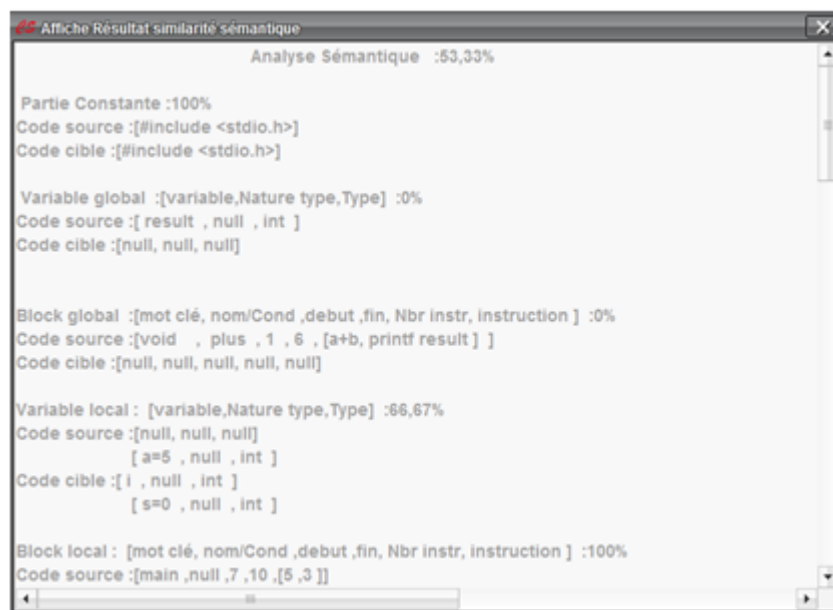 CS Affiche Résultat similarité sémantique
Analyse Sémantique :53,33%
Partie Constante :100%
Code source :[#include <stdio.h>]
Code cible :[#include <stdio.h>]
Variable global :[variable,Nature type,Type] :0%
Code source :[ result , null , int ]
Code cible :[null, null, null]
Block global :[mot clé, nom/Cond ,debut ,fin, Nbr instr, instruction ] :0%
Code source :[void , plus , 1 , 6 , [a+b, printf result ] ]
Code cible :[null, null, null, null, null]
Variable local : [variable,Nature type,Type] :66,67%
Code source :[null, null, null]
[ a=5 , null , int ]
Code cible :[ i , null , int ]
[ s=0 , null , int ]
Block local : [mot clé, nom/Cond ,debut ,fin, Nbr instr, instruction ] :100%
Code source :[main ,null ,7 ,10 ,[5 ,3 ]]